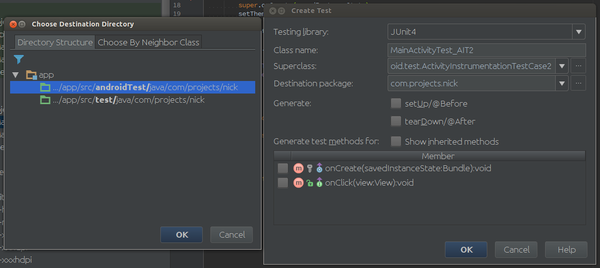 18
super.
19
setThem
Choose Destination Directory
Directory Structure
Choose By Neighbor Class
app
.../app/src/androidTest/java/com/projects/nick
.../app/src/test/java/com/projects/nick
OK
Cancel
-xxxhdpi
Create Test
Testing library:
JUnit4
Class name:
MainActivityTest_AIT2
Superclass:
oid.test.ActivityInstrumentationTestCase2
Destination package:
com.projects.nick
Generate:
setUp/@Before
tearDown/@After
Generate test methods for:
Show inherited methods
Member
onCreate(savedInstanceState:Bundle):void
onClick(view:View):void
OK
Cancel
Help